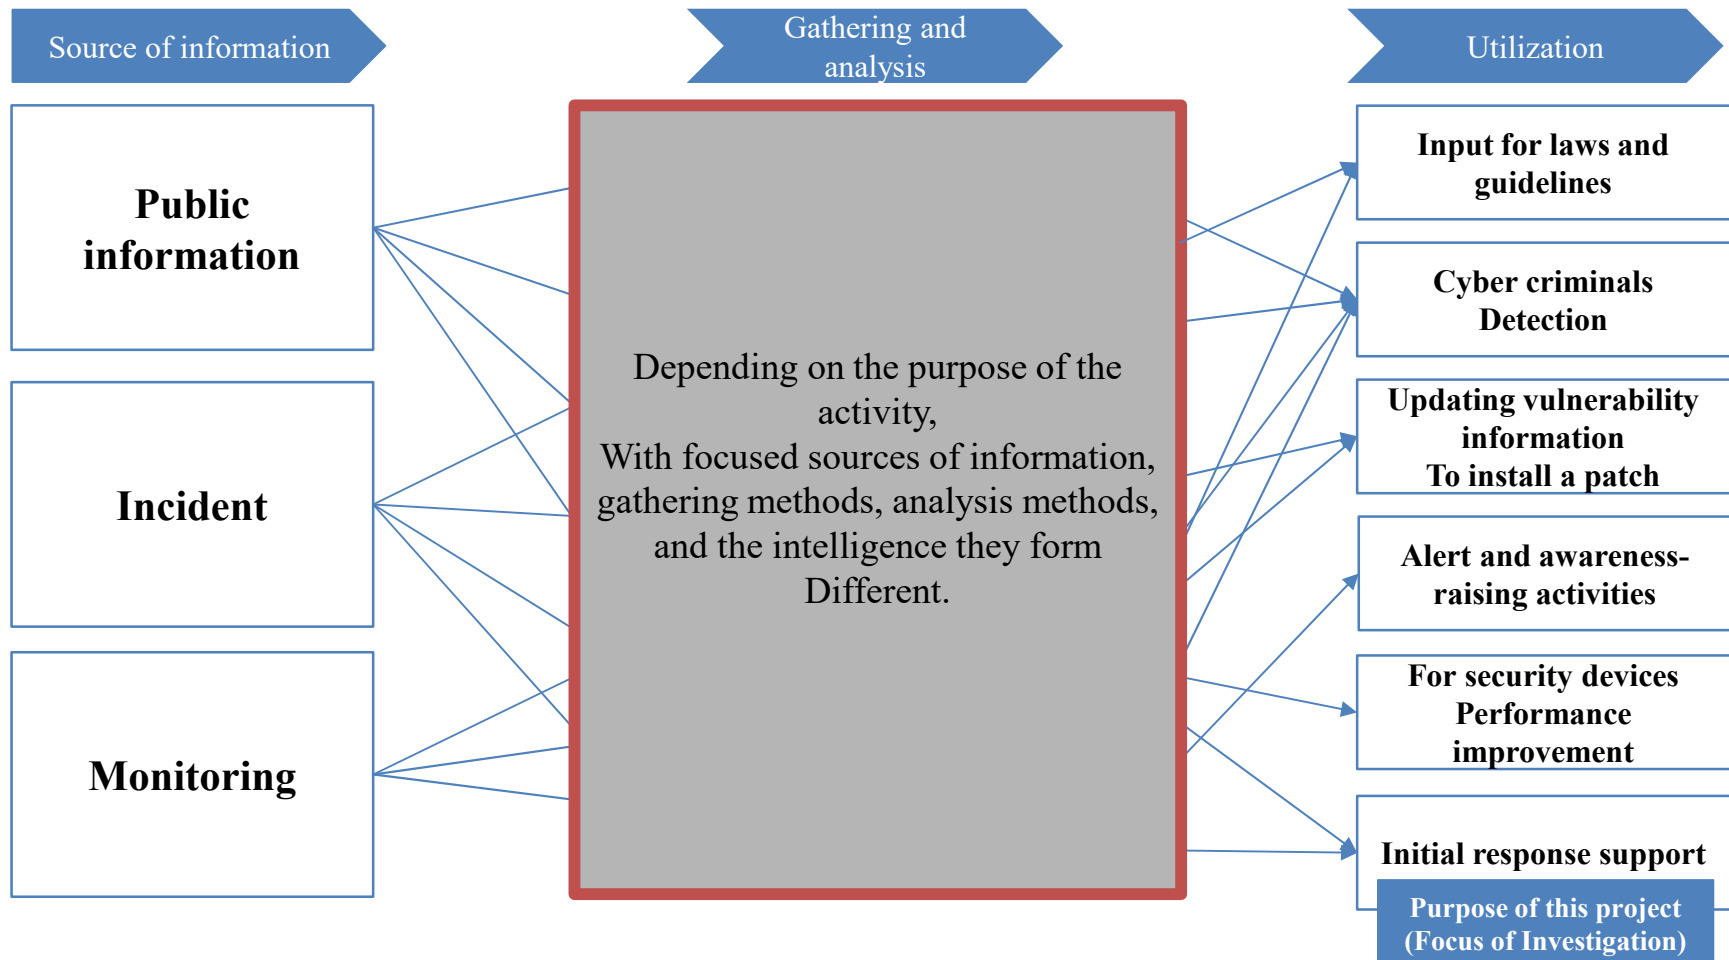 Source of information
Gathering and
analysis
Utilization
Public
information
Incident
Monitoring
Depending on the purpose of the
activity,
With focused sources of information,
gathering methods, analysis methods,
and the intelligence they form
Different.
Input for laws and
guidelines
Cyber criminals
Detection
Updating vulnerability
information
To install a patch
Alert and awareness-
raising activities
For security devices
Performance
improvement
Initial response support
Purpose of this project
(Focus of Investigation)